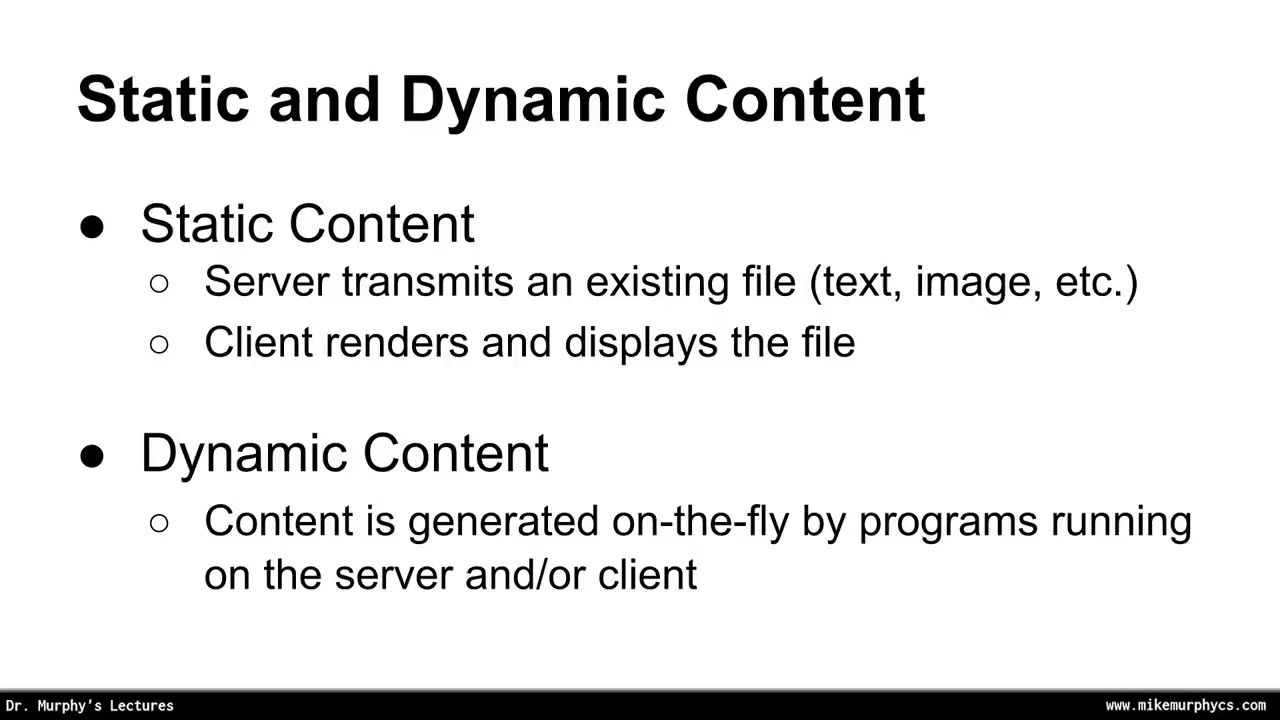 Static and Dynamic Content
● Static Content
○ Server transmits an existing file (text, image, etc.)
○ Client renders and displays the file
● Dynamic Content
○ Content is generated on-the-fly by programs running
on the server and/or client
Dr. Murphy's Lectures
www.mikemurphycs.com